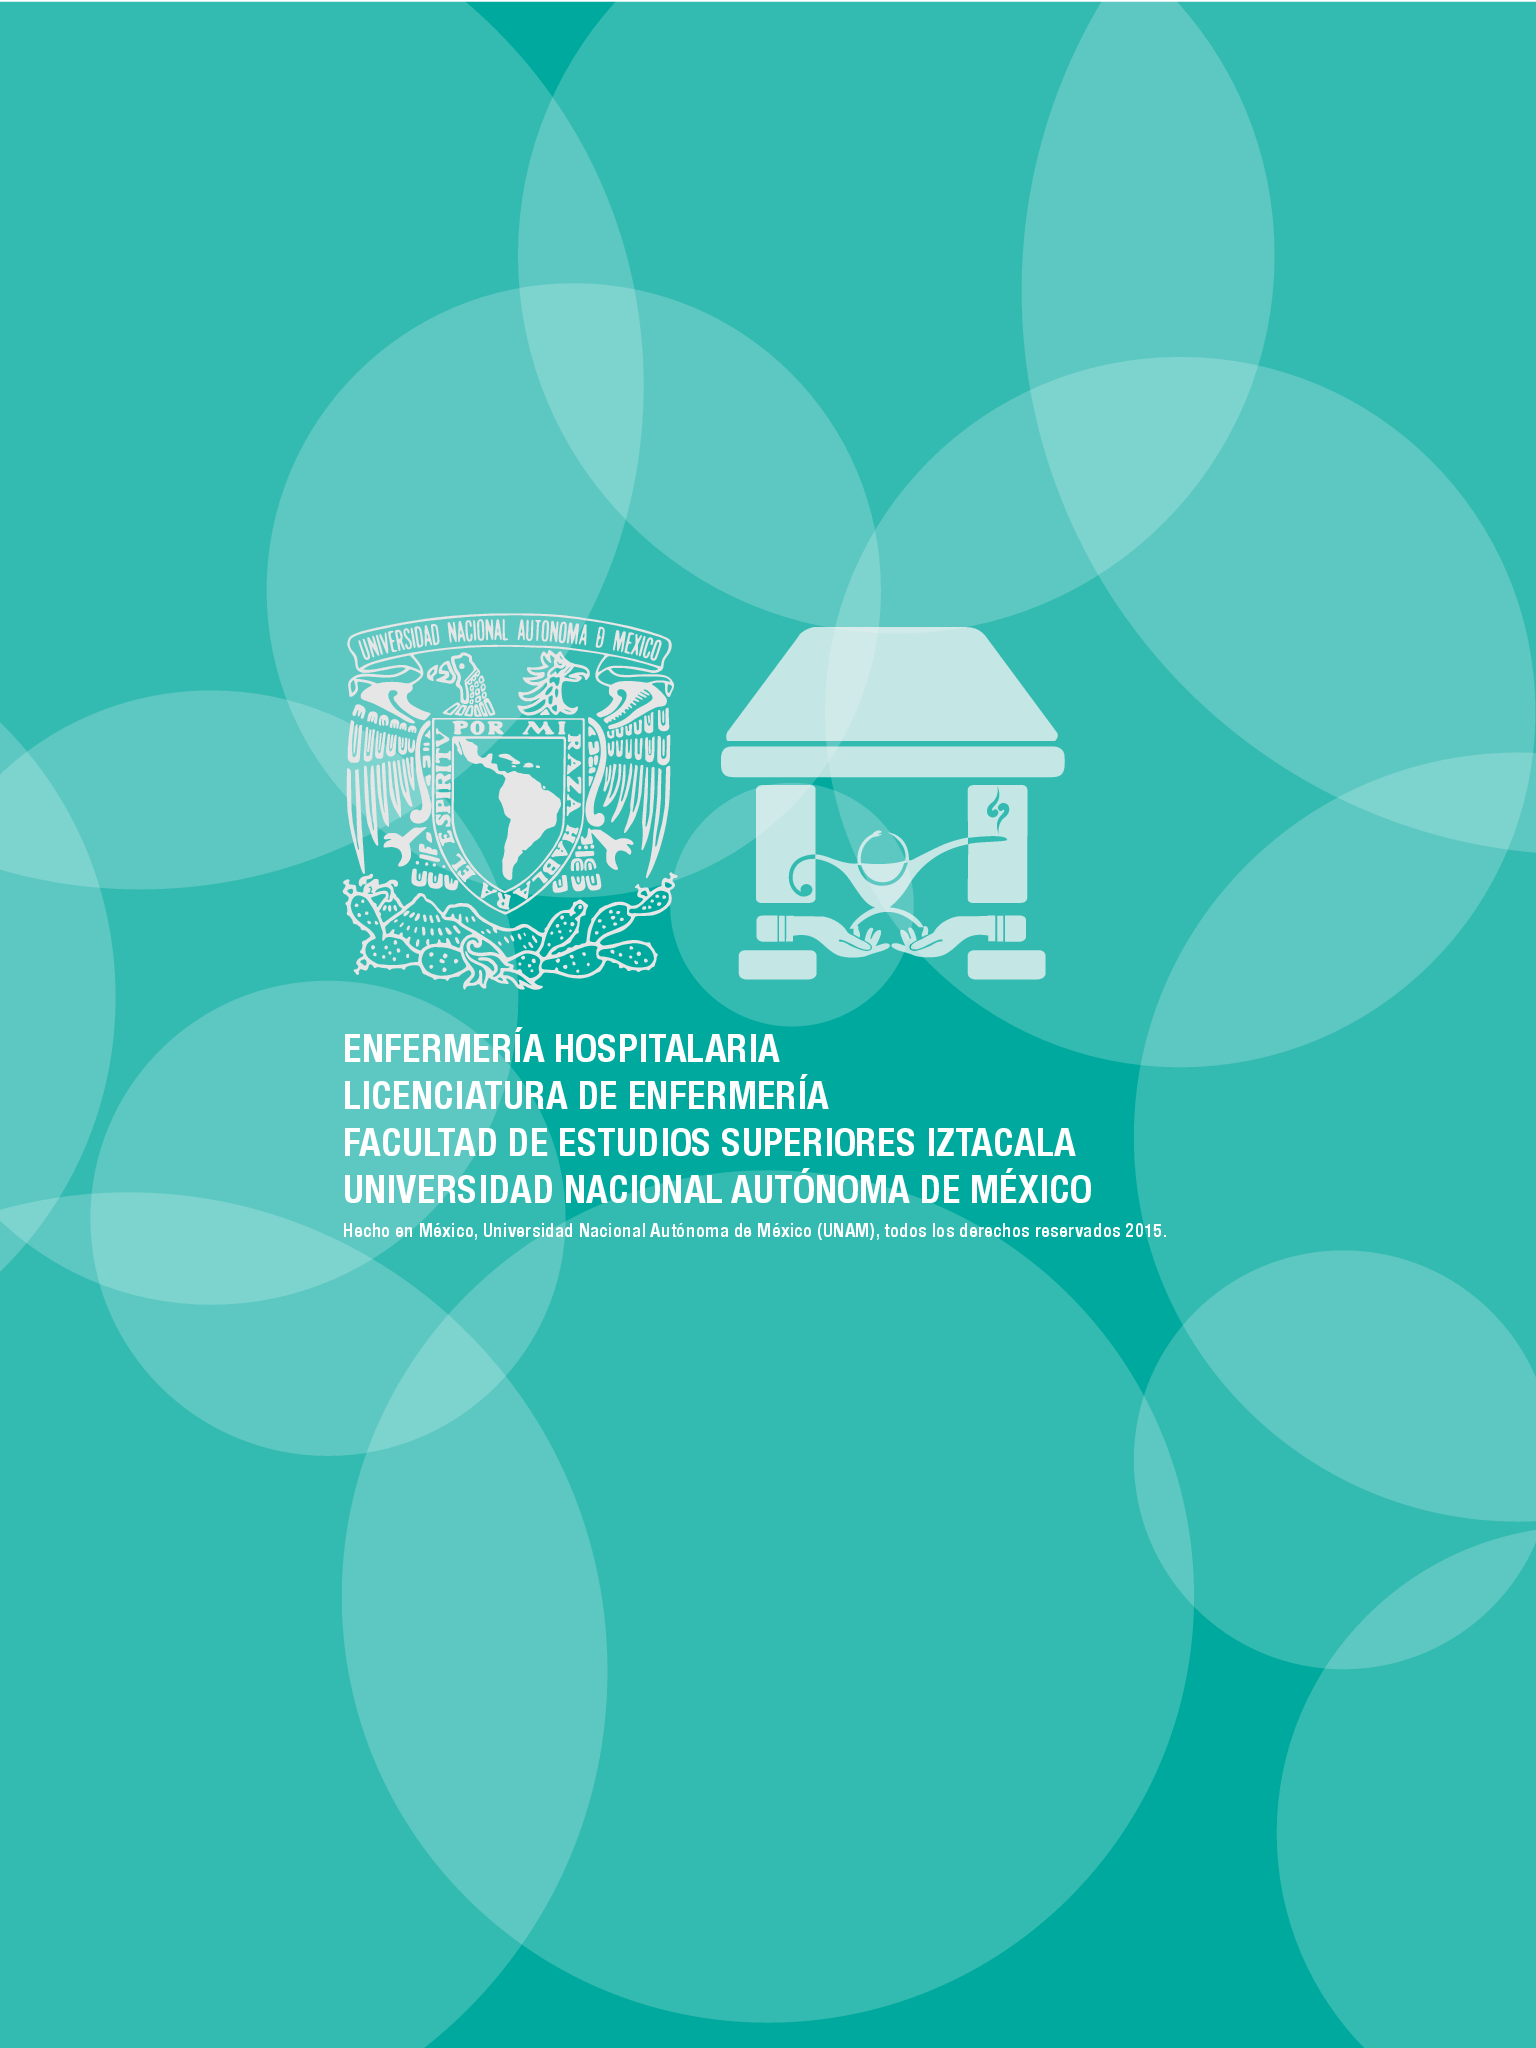 UNIVERSIDAD NACIONAL AUTONOMA Ð MEXICO
POR MI RAZA HABLARA EL ESPIRITV
ENFERMERÍA HOSPITALARIA
LICENCIATURA DE ENFERMERÍA
FACULTAD DE ESTUDIOS SUPERIORES IZTACALA
UNIVERSIDAD NACIONAL AUTÓNOMA DE MÉXICO
Hecho en México, Universidad Nacional Autónoma de México (UNAM), todos los derechos reservados 2015.